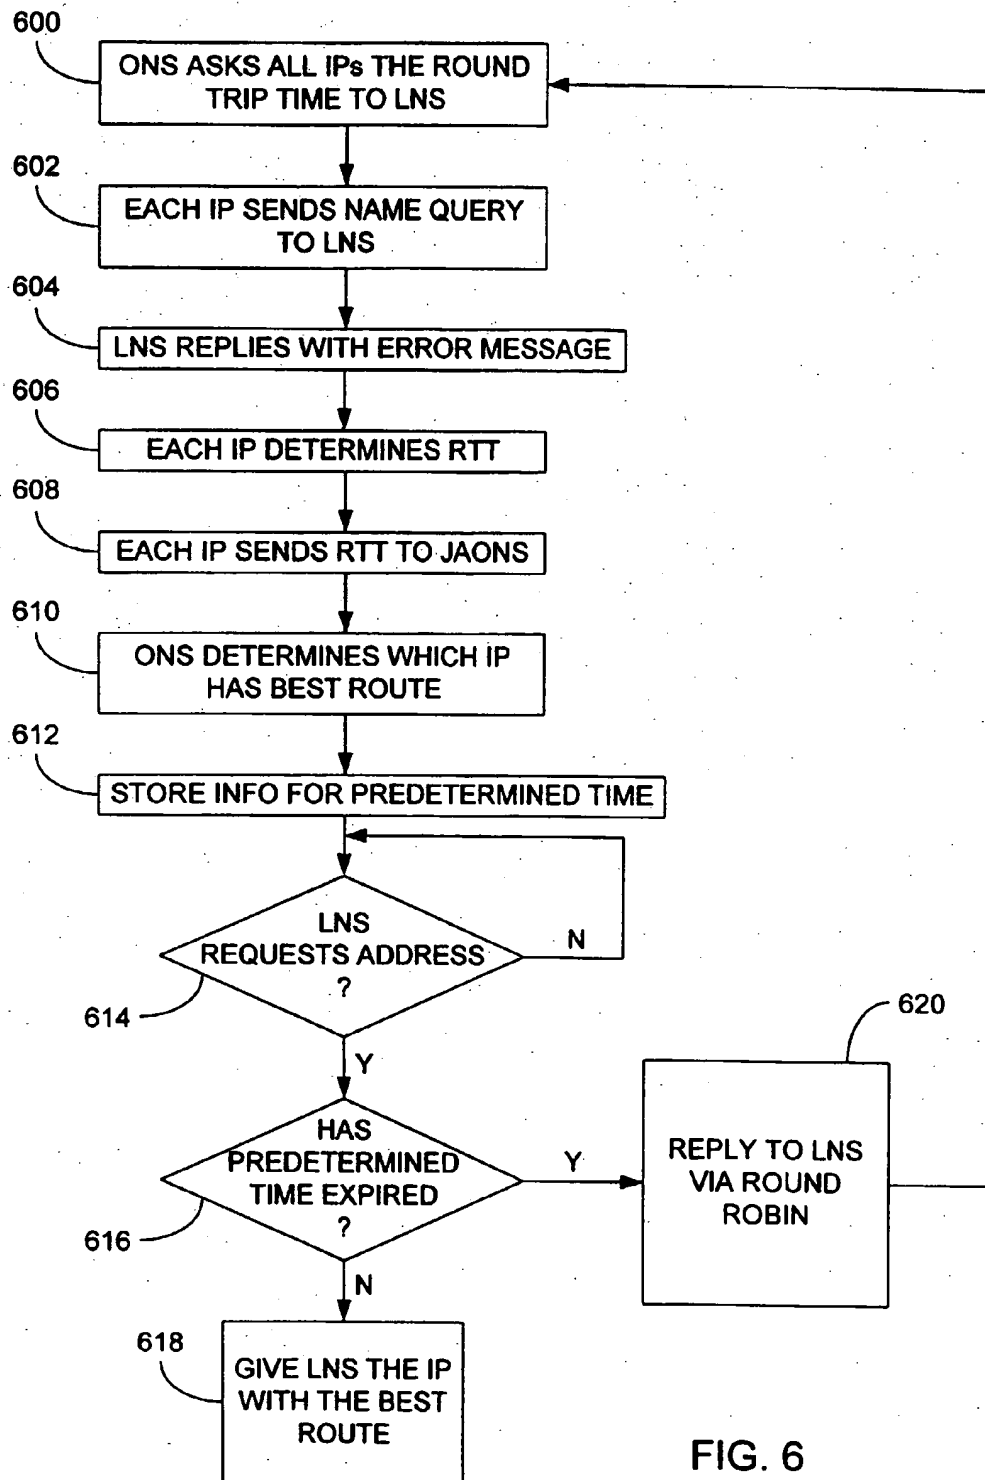 600
ONS ASKS ALL IPs THE ROUND
TRIP TIME TO LNS
602
EACH IP SENDS NAME QUERY
TO LNS
604
LNS REPLIES WITH ERROR MESSAGE
606
EACH IP DETERMINES RTT
608
EACH IP SENDS RTT TO JAONS
610
ONS DETERMINES WHICH IP
HAS BEST ROUTE
612
STORE INFO FOR PREDETERMINED TIME
LNS
REQUESTS ADDRESS
?
N
614
Y
620
HAS
PREDETERMINED
TIME EXPIRED
?
Y
616
N
REPLY TO LNS
VIA ROUND
ROBIN
618
GIVE LNS THE IP
WITH THE BEST
ROUTE
FIG. 6